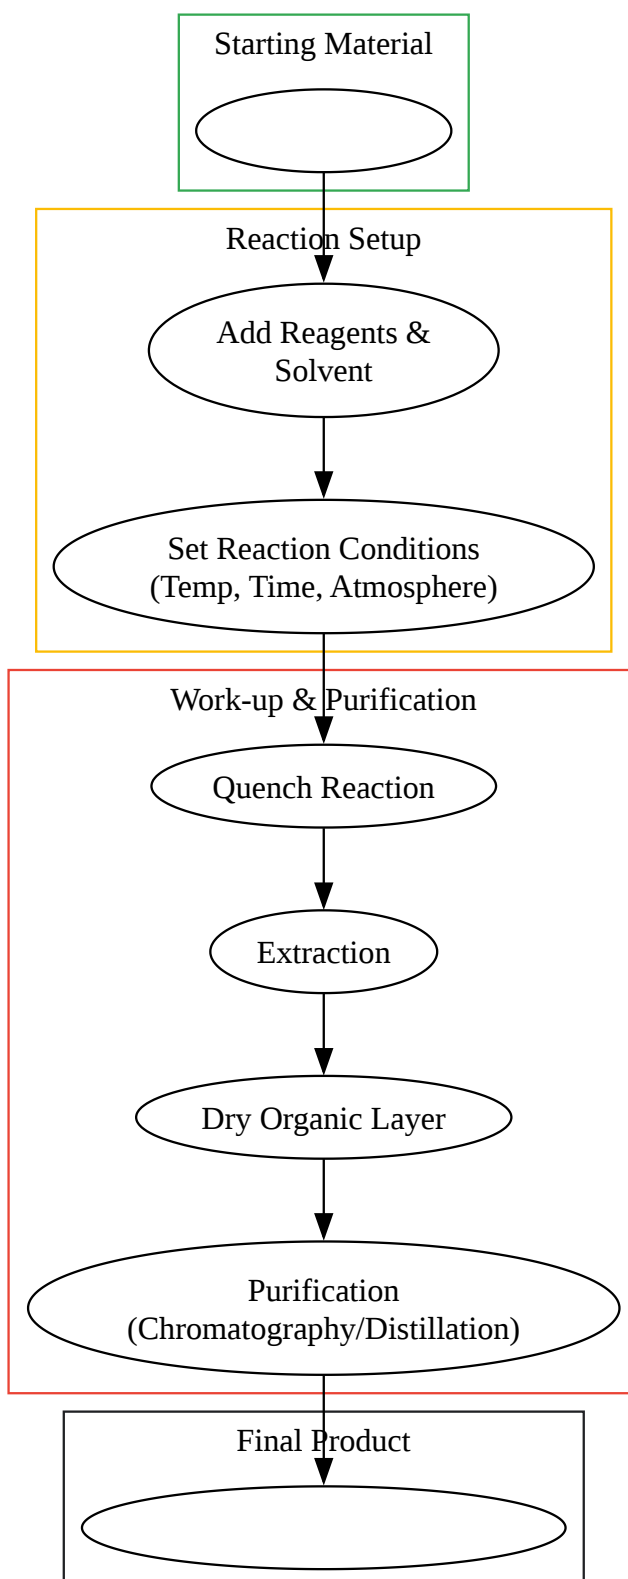 Starting Material
Reaction Setup
Add Reagents &
Solvent
Set Reaction Conditions
(Temp, Time, Atmosphere)
Work-up & Purification
Quench Reaction
Extraction
Dry Organic Layer
Purification
(Chromatography/Distillation)
Final Product